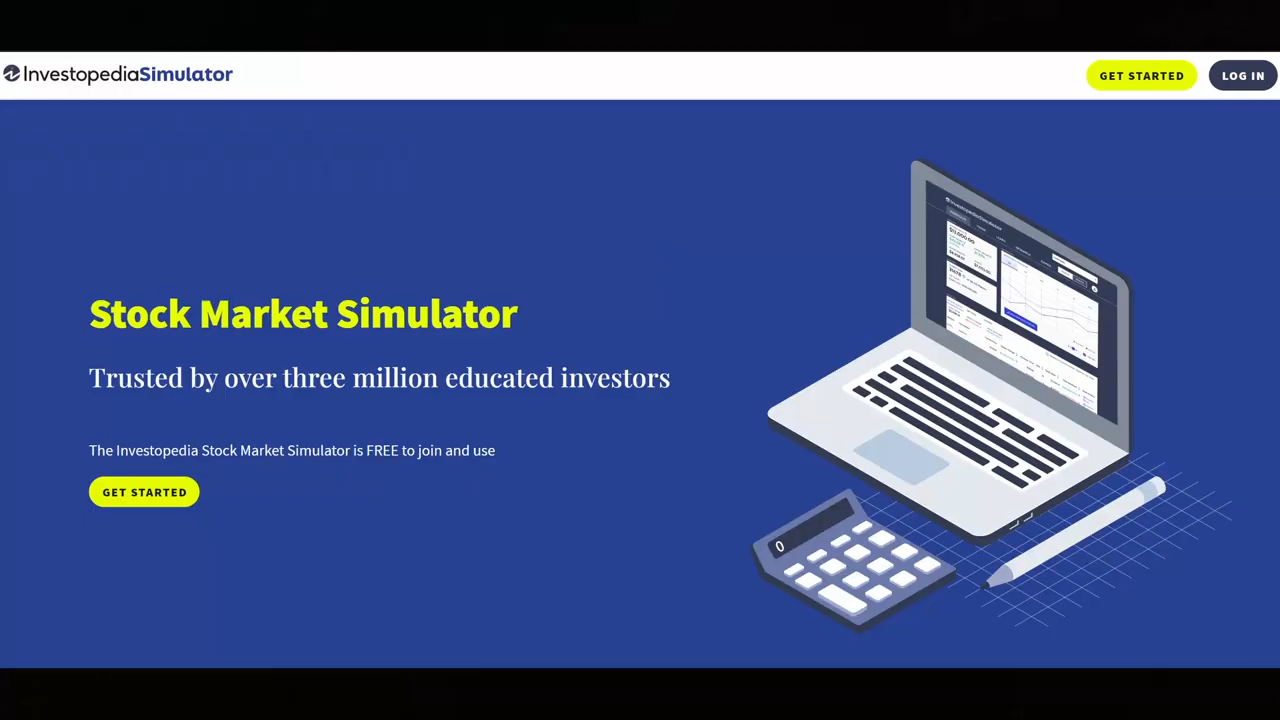 InvestopediaSimulator
GET STARTED
LOG IN
Stock Market Simulator
Trusted by over three million educated investors
The Investopedia Stock Market Simulator is FREE to join and use
GET STARTED
InvestopediaSimulator
0